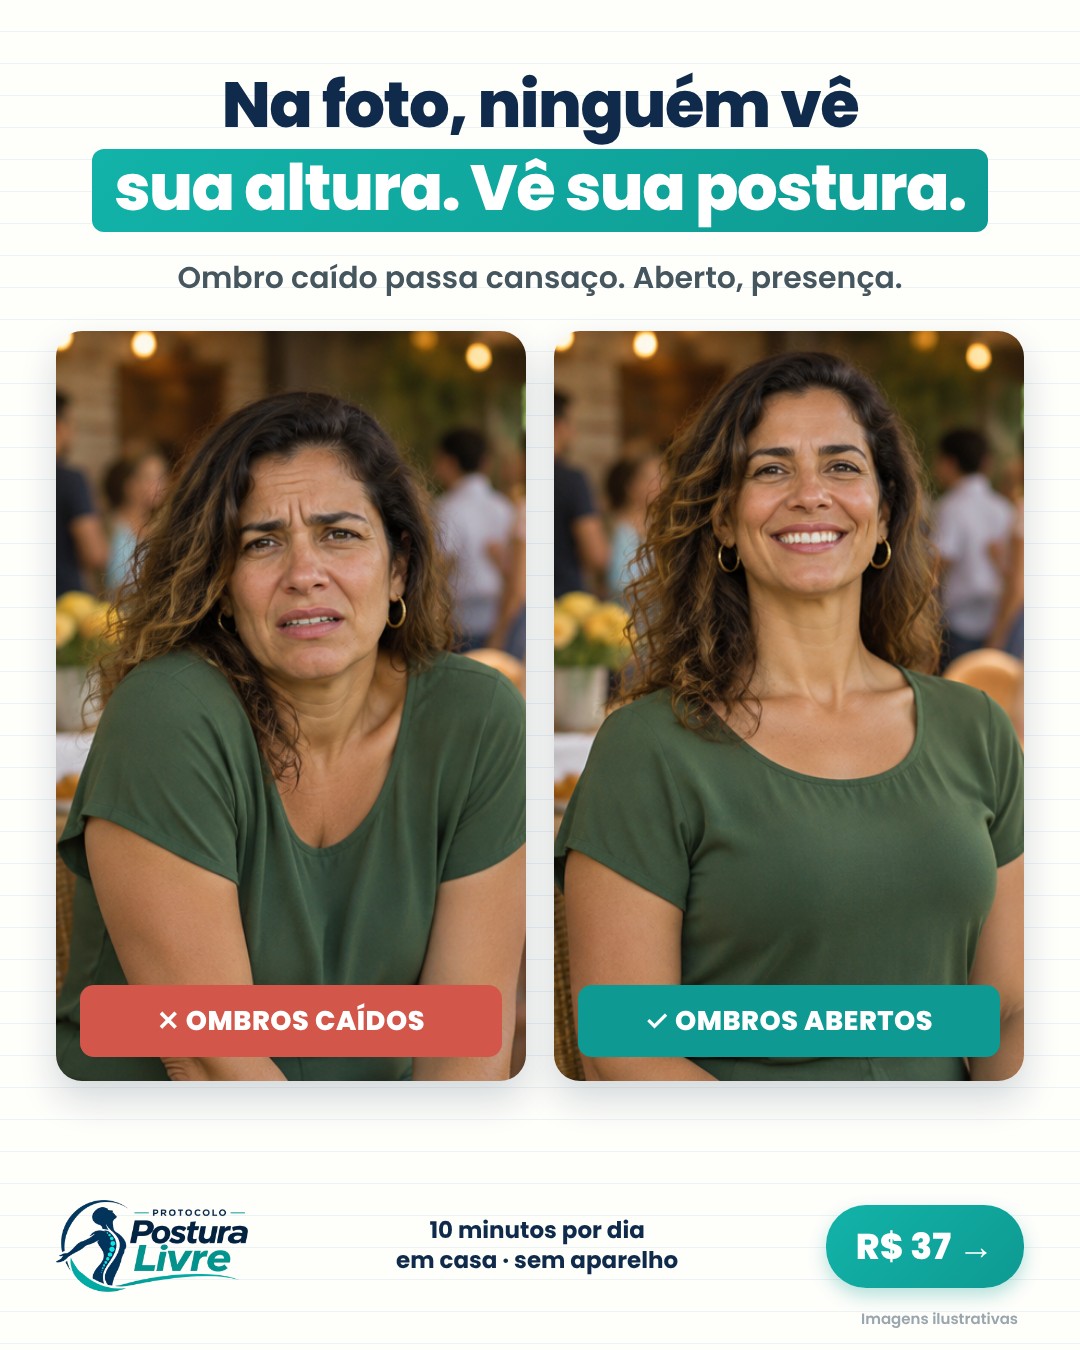 Na foto, ninguém vê
sua altura. Vê sua postura.
Ombro caído passa cansaço. Aberto, presença.
✕ OMBROS CAÍDOS
✓ OMBROS ABERTOS
PROTOCOLO
Postura
Livre
10 minutos por dia
em casa · sem aparelho
R$ 37 →
Imagens ilustrativas